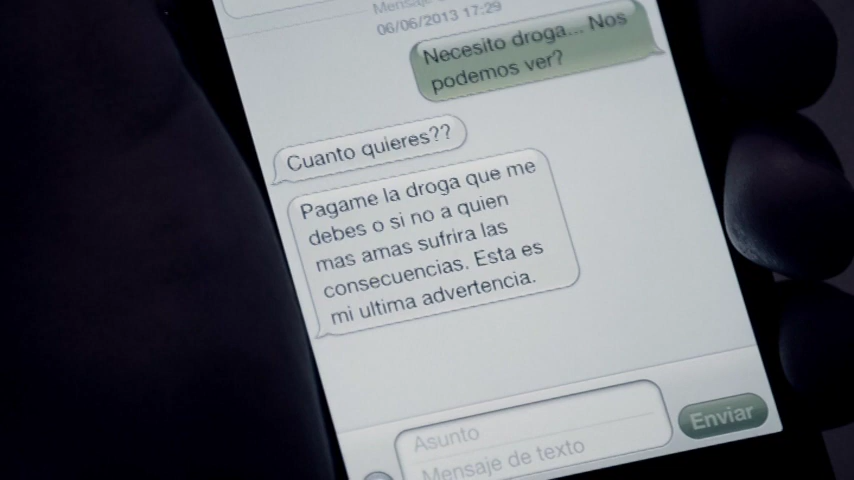 Mensaje
06/06/2013 17:29
Necesito droga... Nos
podemos ver?
Cuanto quieres??
Pagame la droga que me
debes o si no a quien
mas amas sufrira las
consecuencias. Esta es
mi ultima advertencia.
Asunto
Enviar
Mensaje de texto